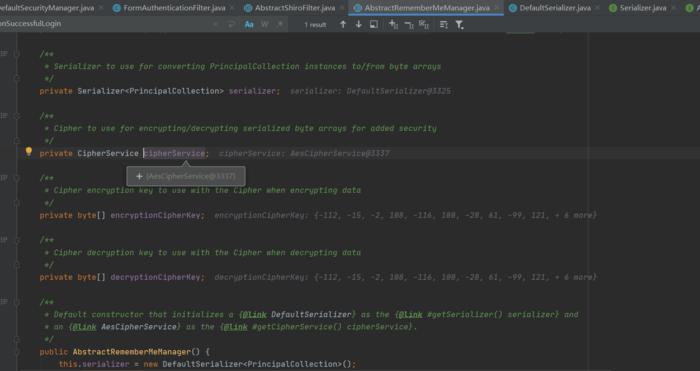 DefaultSecurityManager.java FormAuthenticationFilter.java AbstractShiroFilter.java AbstractRememberMeManager.java DefaultSerializer.java Serializer.java
onSuccessfulLogin Aa W 1 result
/**
* Serializer to use for converting PrincipalCollection instances to/from byte arrays
*/
private Serializer<PrincipalCollection> serializer; serializer: DefaultSerializer@3325
/**
* Cipher to use for encrypting/decrypting serialized byte arrays for added security
*/
private CipherService cipherService; cipherService: AesCipherService@3337
+ {AesCipherService@3337}
/**
* Cipher encryption key to use with the Cipher when encrypting data
*/
private byte[] encryptionCipherKey; encryptionCipherKey: {-112, -15, -2, 108, -116, 100, -28, 61, -99, 121, + 6 more}
/**
* Cipher decryption key to use with the Cipher when decrypting data
*/
private byte[] decryptionCipherKey; decryptionCipherKey: {-112, -15, -2, 108, -116, 100, -28, 61, -99, 121, + 6 more}
/**
* Default constructor that initializes a {@link DefaultSerializer} as the {@link #getSerializer() serializer} and
* an {@link AesCipherService} as the {@link #getCipherService() cipherService}.
*/
public AbstractRememberMeManager() {
this.serializer = new DefaultSerializer<PrincipalCollection>();